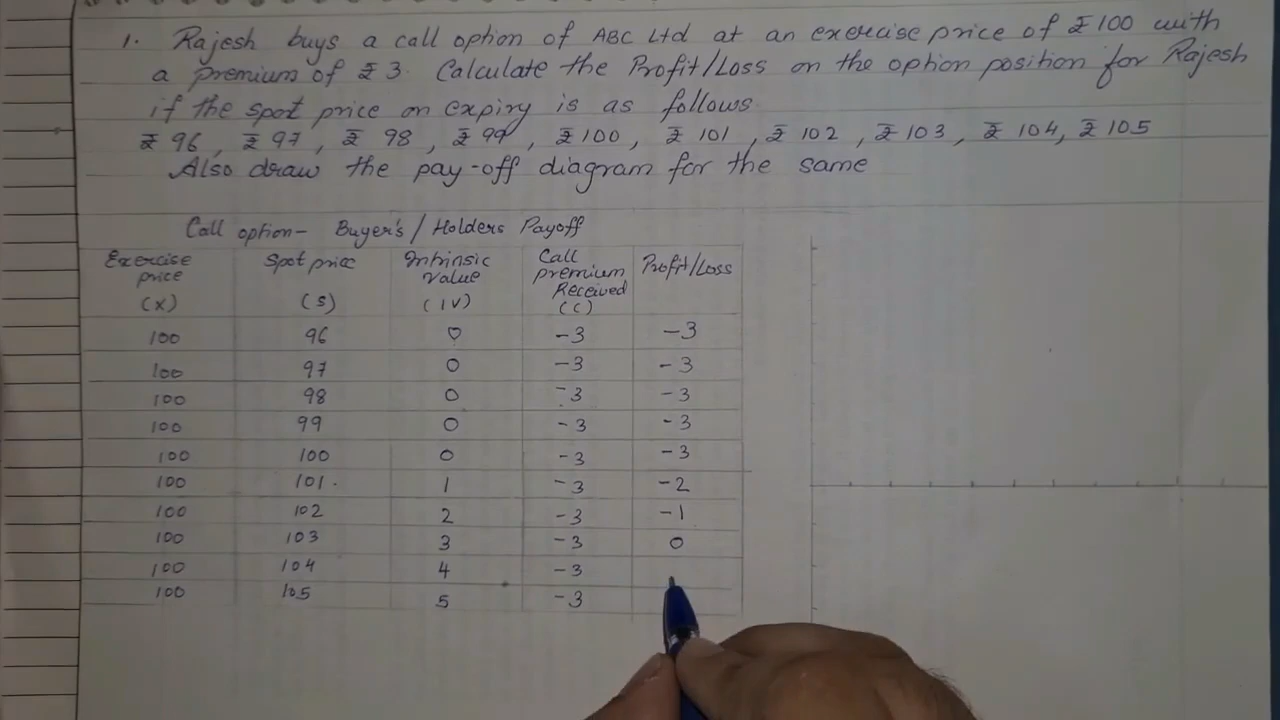 1. Rajesh buys a call option of ABC Ltd at an exercise price of ₹100 with
a premium of ₹3. Calculate the Profit/Loss on the option position for Rajesh
if the spot price on expiry is as follows
₹96, ₹97, ₹98, ₹99, ₹100, ₹101, ₹102, ₹103, ₹104, ₹105
Also draw the pay-off diagram for the same
Call option- Buyer's/Holders Payoff
Exercise price (X) Spot price (S) Intrinsic Value (IV) Call premium Received (C) Profit/Loss
100 96 0 -3 -3
100 97 0 -3 -3
100 98 0 -3 -3
100 99 0 -3 -3
100 100 0 -3 -3
100 101. 1 -3 -2
100 102 2 -3 -1
100 103 3 -3 0
100 104 4 -3
100 105 5 -3